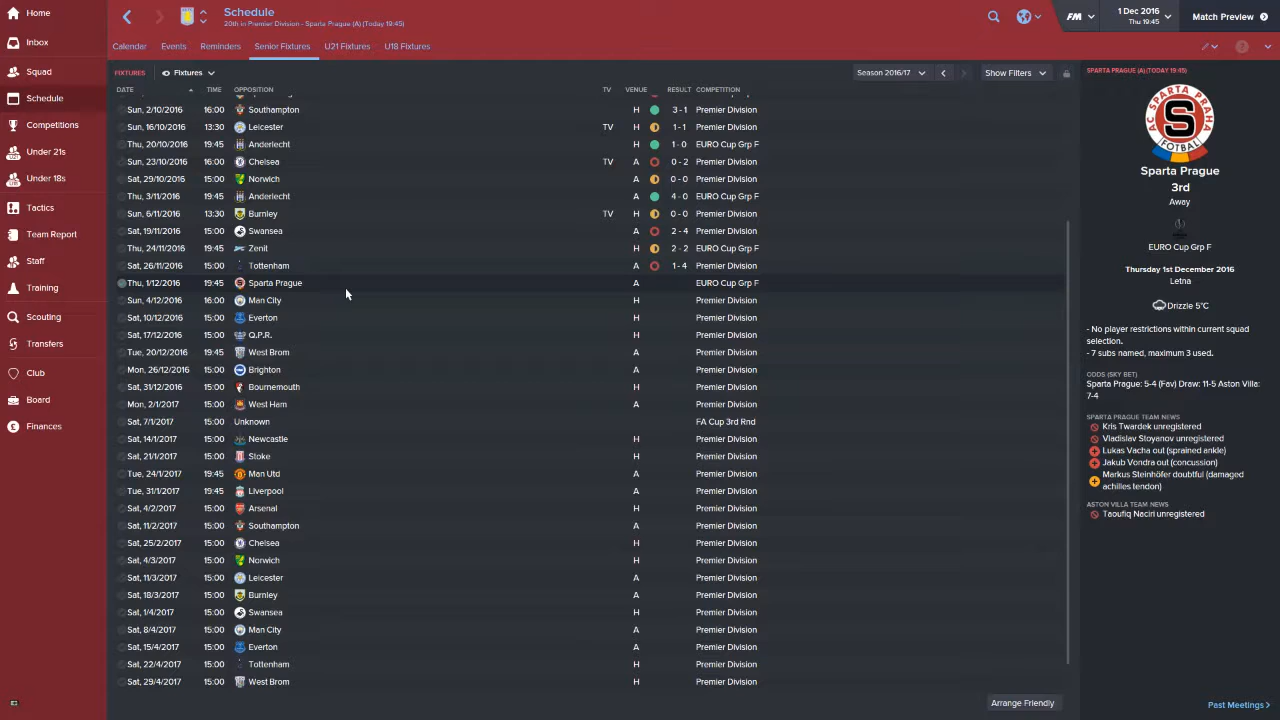 Home
Inbox
Squad
Schedule
Competitions
Under 21s
Under 18s
Tactics
Team Report
Staff
Training
Scouting
Transfers
Club
Board
Finances
Schedule
20th in Premier Division - Sparta Prague (A) (Today 19:45)
FM
1 Dec 2016
Thu 19:45
Match Preview
Calendar Events Reminders Senior Fixtures U21 Fixtures U18 Fixtures
FIXTURES Fixtures Season 2016/17 Show Filters
DATE TIME OPPOSITION TV VENUE RESULT COMPETITION
Sun, 2/10/2016 16:00 Southampton H 3 - 1 Premier Division
Sun, 16/10/2016 13:30 Leicester TV H 1 - 1 Premier Division
Thu, 20/10/2016 19:45 Anderlecht H 1 - 0 EURO Cup Grp F
Sun, 23/10/2016 16:00 Chelsea TV A 0 - 2 Premier Division
Sat, 29/10/2016 15:00 Norwich A 0 - 0 Premier Division
Thu, 3/11/2016 19:45 Anderlecht A 4 - 0 EURO Cup Grp F
Sun, 6/11/2016 13:30 Burnley TV H 0 - 0 Premier Division
Sat, 19/11/2016 15:00 Swansea A 2 - 4 Premier Division
Thu, 24/11/2016 19:45 Zenit H 2 - 2 EURO Cup Grp F
Sat, 26/11/2016 15:00 Tottenham A 1 - 4 Premier Division
Thu, 1/12/2016 19:45 Sparta Prague A EURO Cup Grp F
Sun, 4/12/2016 16:00 Man City H Premier Division
Sat, 10/12/2016 15:00 Everton H Premier Division
Sat, 17/12/2016 15:00 Q.P.R. H Premier Division
Tue, 20/12/2016 19:45 West Brom A Premier Division
Mon, 26/12/2016 15:00 Brighton A Premier Division
Sat, 31/12/2016 15:00 Bournemouth H Premier Division
Mon, 2/1/2017 15:00 West Ham A Premier Division
Sat, 7/1/2017 15:00 Unknown FA Cup 3rd Rnd
Sat, 14/1/2017 15:00 Newcastle H Premier Division
Sat, 21/1/2017 15:00 Stoke H Premier Division
Tue, 24/1/2017 19:45 Man Utd A Premier Division
Tue, 31/1/2017 19:45 Liverpool A Premier Division
Sat, 4/2/2017 15:00 Arsenal H Premier Division
Sat, 11/2/2017 15:00 Southampton A Premier Division
Sat, 25/2/2017 15:00 Chelsea H Premier Division
Sat, 4/3/2017 15:00 Norwich H Premier Division
Sat, 11/3/2017 15:00 Leicester A Premier Division
Sat, 18/3/2017 15:00 Burnley A Premier Division
Sat, 1/4/2017 15:00 Swansea H Premier Division
Sat, 8/4/2017 15:00 Man City A Premier Division
Sat, 15/4/2017 15:00 Everton A Premier Division
Sat, 22/4/2017 15:00 Tottenham H Premier Division
Sat, 29/4/2017 15:00 West Brom H Premier Division
Arrange Friendly
SPARTA PRAGUE (A) (TODAY 19:45)
AC SPARTA PRAHA
S
FOTBAL
Sparta Prague
3rd
Away
EURO Cup Grp F
Thursday 1st December 2016
Letna
Drizzle 5°C
- No player restrictions within current squad
selection.
- 7 subs named, maximum 3 used.
ODDS (SKY BET)
Sparta Prague: 5-4 (Fav) Draw: 11-5 Aston Villa:
7-4
SPARTA PRAGUE TEAM NEWS
Kris Twardek unregistered
Vladislav Stoyanov unregistered
Lukas Vacha out (sprained ankle)
Jakub Vondra out (concussion)
Markus Steinhöfer doubtful (damaged
achilles tendon)
ASTON VILLA TEAM NEWS
Taoufiq Naciri unregistered
Past Meetings >